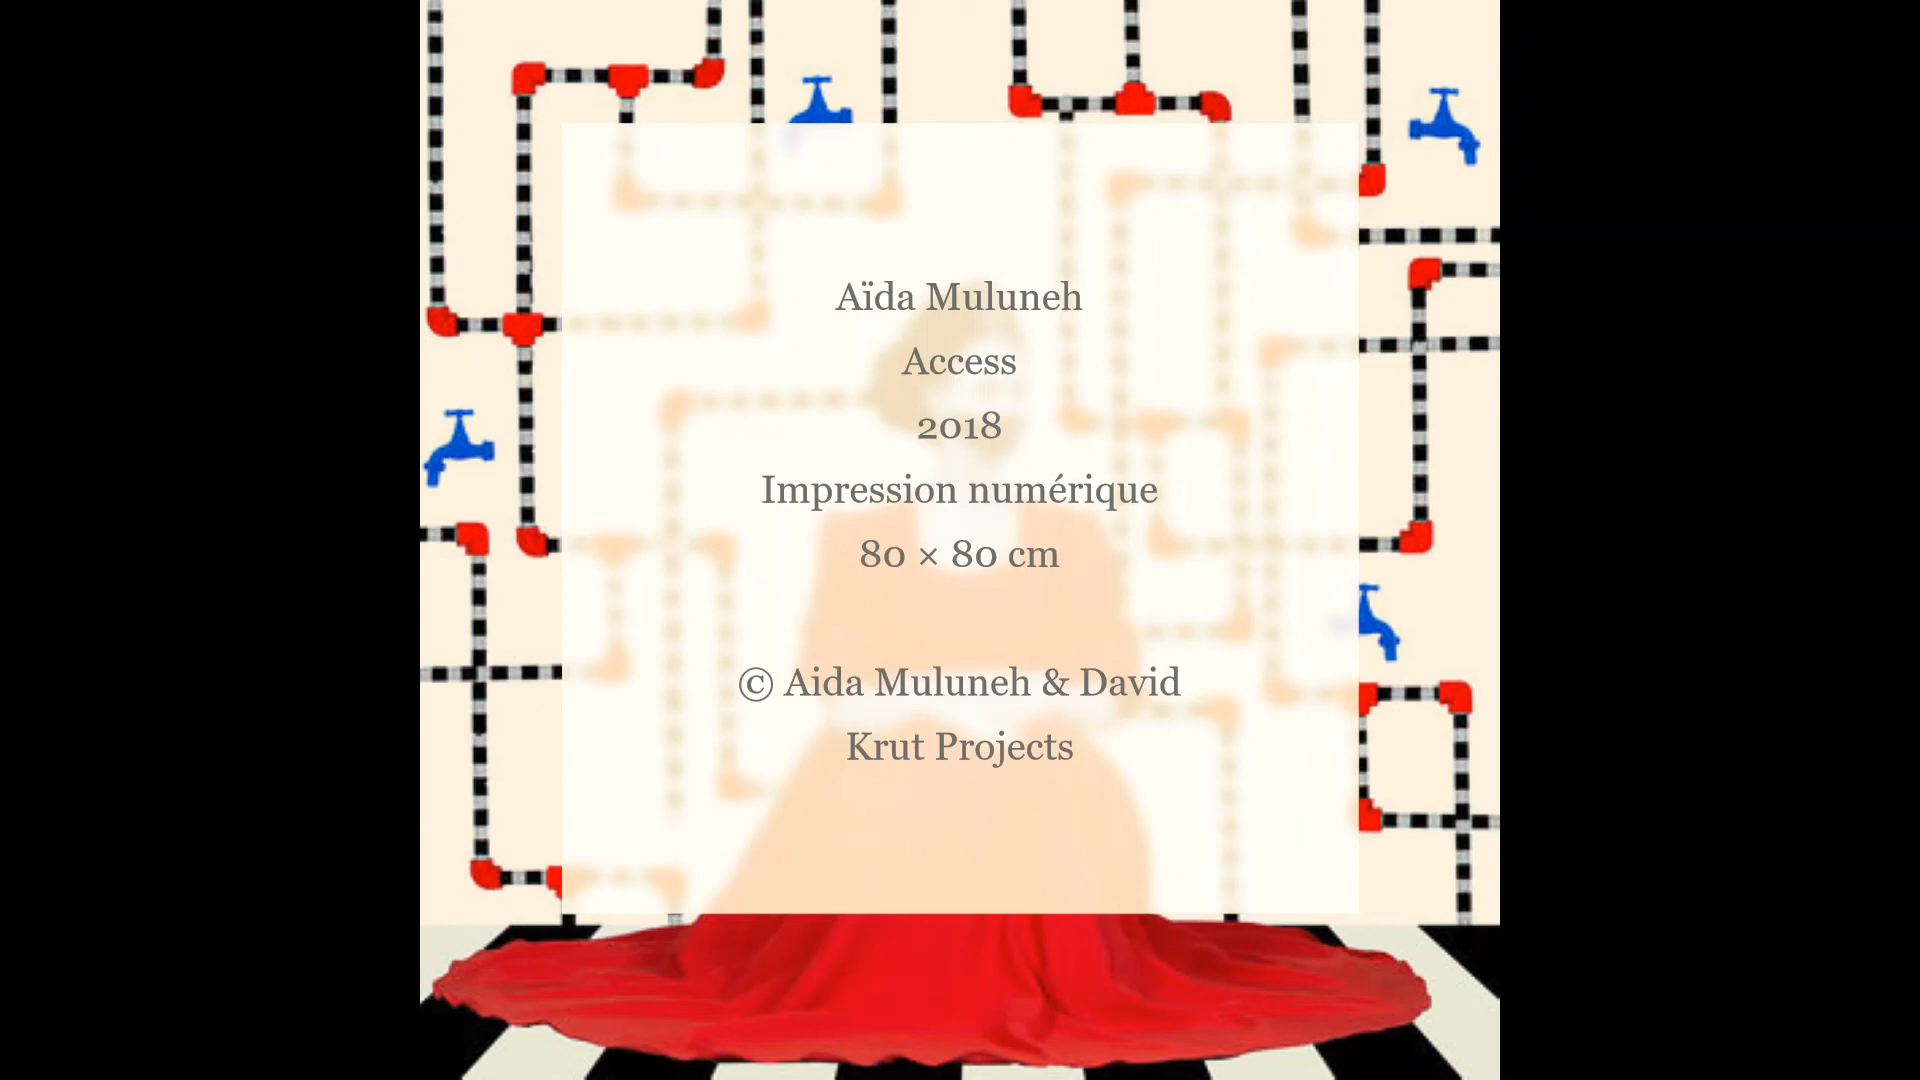 Aïda Muluneh
Access
2018
Impression numérique
80 × 80 cm
© Aida Muluneh & David
Krut Projects